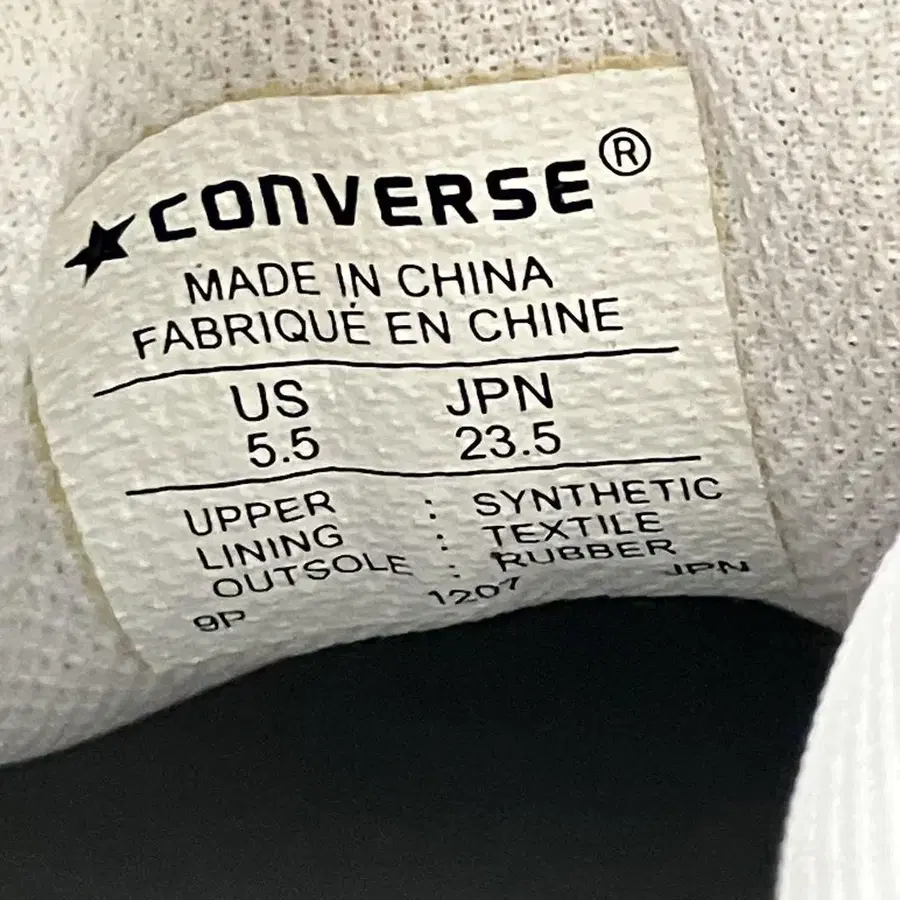 CONVERSE®
MADE IN CHINA
FABRIQUÉ EN CHINE
US JPN
5.5 23.5
UPPER : SYNTHETIC
LINING : TEXTILE
OUTSOLE : RUBBER
9P 1207 JPN